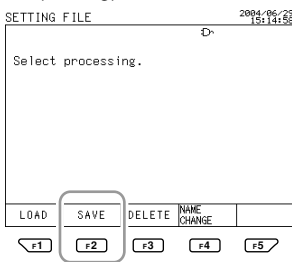 SETTING FILE
2004/06/29
15:14:58
Select processing.
LOAD SAVE DELETE NAME CHANGE
F1 F2 F3 F4 F5